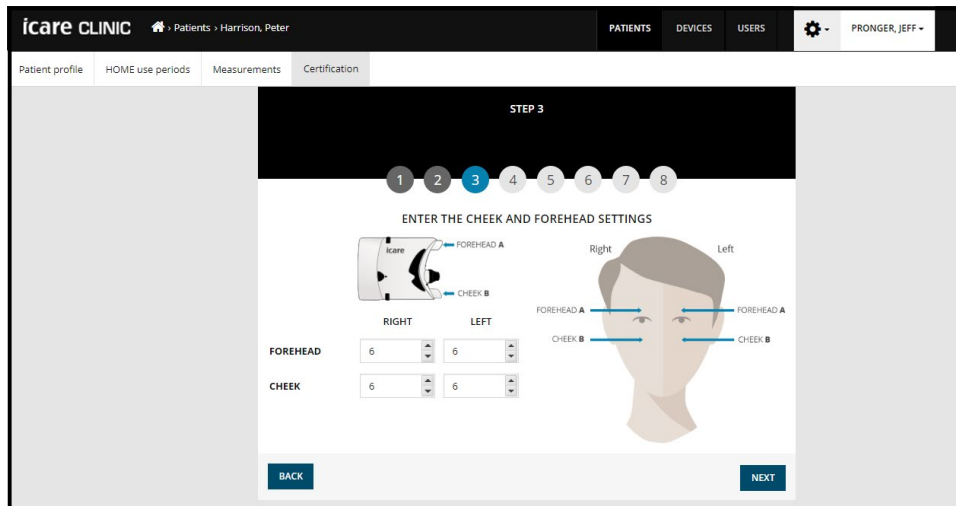 icare CLINIC › Patients › Harrison, Peter PATIENTS DEVICES USERS PRONGER, JEFF
Patient profile HOME use periods Measurements Certification
STEP 3
1 2 3 4 5 6 7 8
ENTER THE CHEEK AND FOREHEAD SETTINGS
icare FOREHEAD A
CHEEK B
Right Left
FOREHEAD A FOREHEAD A
CHEEK B CHEEK B
RIGHT LEFT
FOREHEAD 6 6
CHEEK 6 6
BACK NEXT